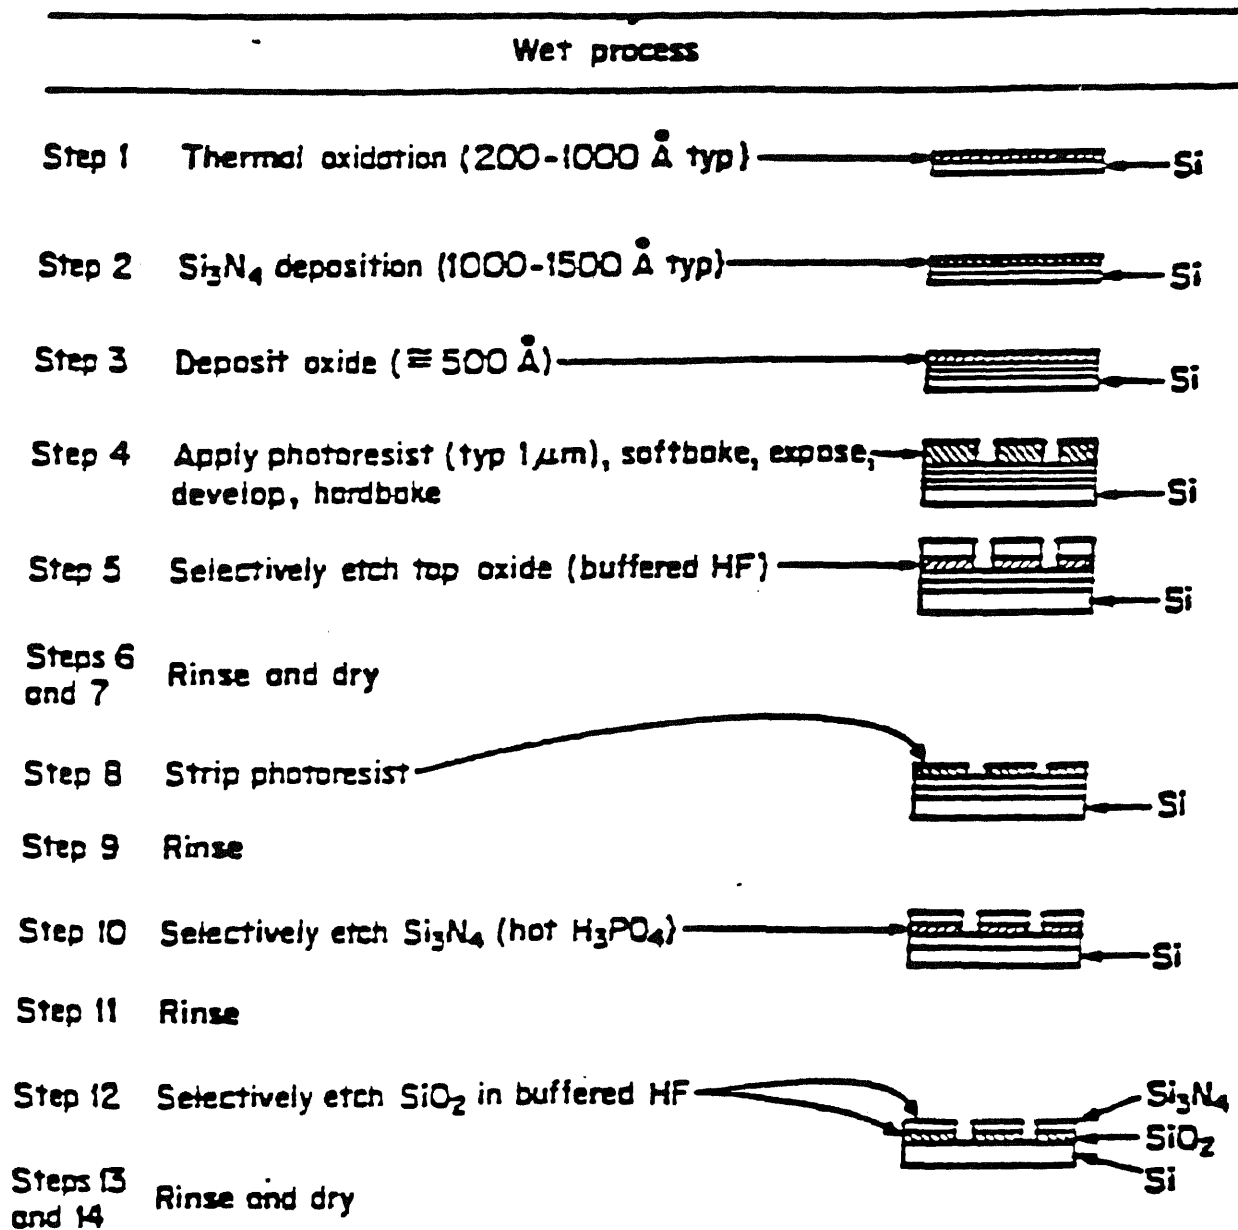 Wet process
Step 1 Thermal oxidation (200-1000 Å typ) Si
Step 2 Si₃N₄ deposition (1000-1500 Å typ) Si
Step 3 Deposit oxide (≅ 500 Å) Si
Step 4 Apply photoresist (typ 1 μm), softbake, expose,
develop, hardbake Si
Step 5 Selectively etch top oxide (buffered HF) Si
Steps 6
and 7 Rinse and dry
Step 8 Strip photoresist Si
Step 9 Rinse
Step 10 Selectively etch Si₃N₄ (hot H₃PO₄) Si
Step 11 Rinse
Step 12 Selectively etch SiO₂ in buffered HF Si₃N₄
SiO₂
Si
Steps 13
and 14 Rinse and dry